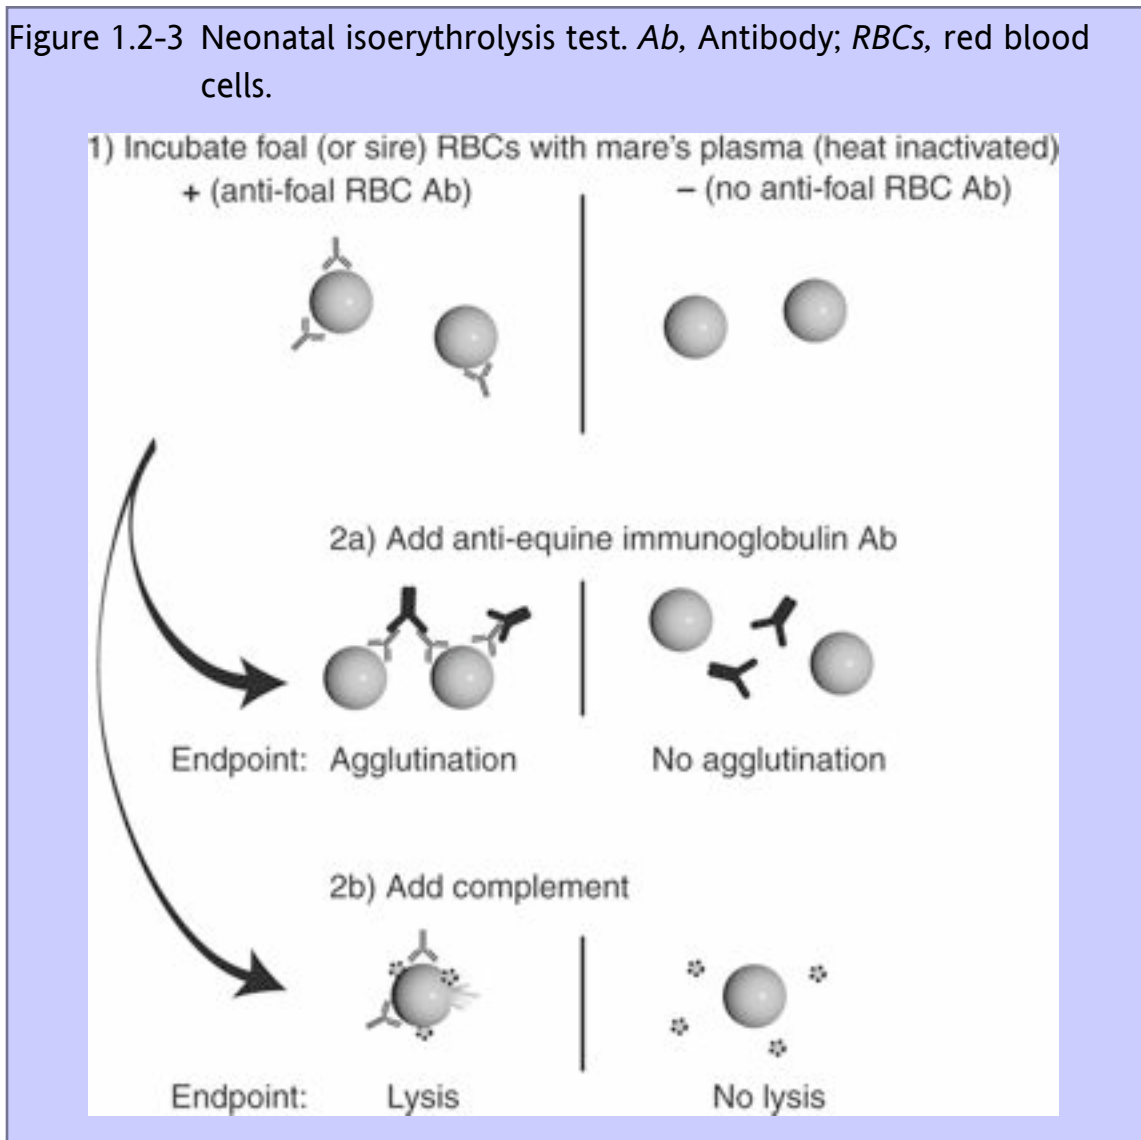 Figure 1.2-3 Neonatal isoerythrolysis test. Ab, Antibody; RBCs, red blood
cells.
1) Incubate foal (or sire) RBCs with mare's plasma (heat inactivated)
+ (anti-foal RBC Ab)
– (no anti-foal RBC Ab)
2a) Add anti-equine immunoglobulin Ab
Endpoint: Agglutination
No agglutination
2b) Add complement
Endpoint: Lysis
No lysis